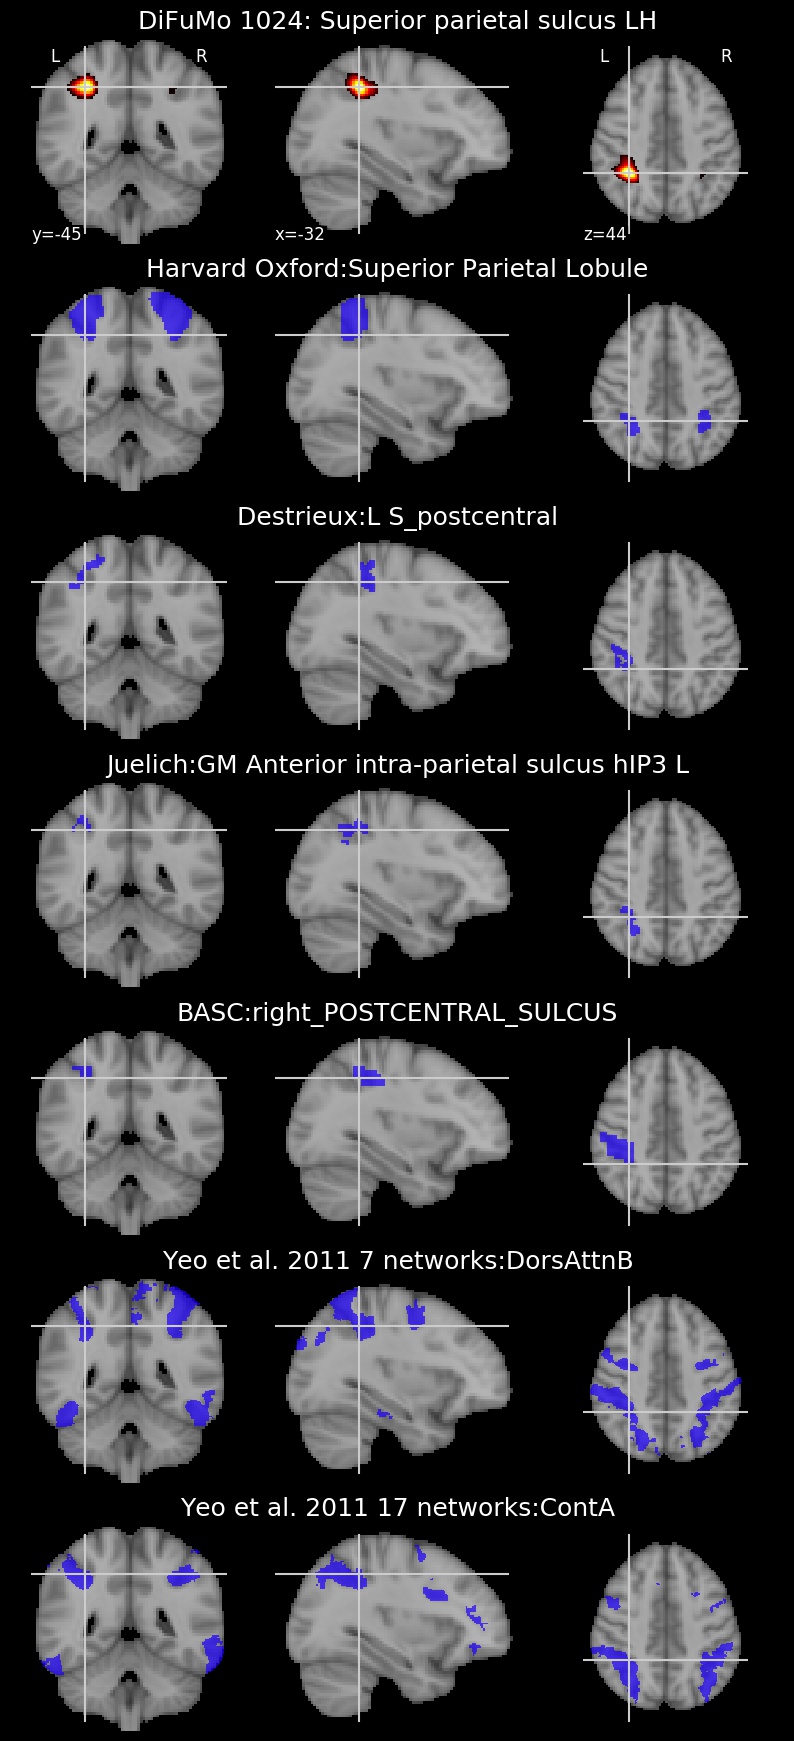 DiFuMo 1024: Superior parietal sulcus LH
L R L R
y=-45 x=-32 z=44
Harvard Oxford:Superior Parietal Lobule
Destrieux:L S_postcentral
Juelich:GM Anterior intra-parietal sulcus hIP3 L
BASC:right_POSTCENTRAL_SULCUS
Yeo et al. 2011 7 networks:DorsAttnB
Yeo et al. 2011 17 networks:ContA